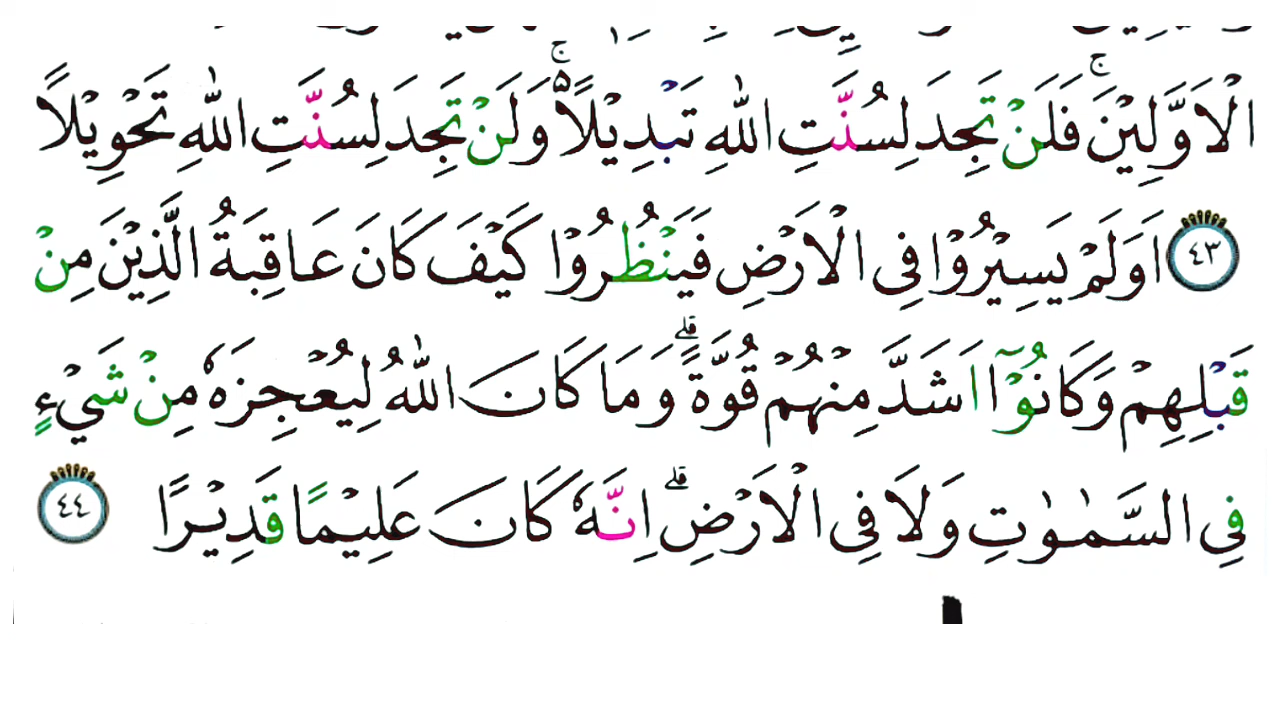 الْاَوَّلِيْنَ ۚ فَلَنْ تَجِدَ لِسُنَّتِ اللّٰهِ تَبْدِيْلًا ۚ۬ وَلَنْ تَجِدَ لِسُنَّتِ اللّٰهِ تَحْوِيْلًا
﴿٤٣﴾ اَوَلَمْ يَسِيْرُوْا فِى الْاَرْضِ فَيَنْظُرُوْا كَيْفَ كَانَ عَاقِبَةُ الَّذِيْنَ مِنْ
قَبْلِهِمْ وَكَانُوْٓا اَشَدَّ مِنْهُمْ قُوَّةً ؕ وَمَا كَانَ اللّٰهُ لِيُعْجِزَهٗ مِنْ شَيْءٍ
فِى السَّمٰوٰتِ وَلَا فِى الْاَرْضِ ۗ اِنَّهٗ كَانَ عَلِيْمًا قَدِيْرًا ﴿٤٤﴾